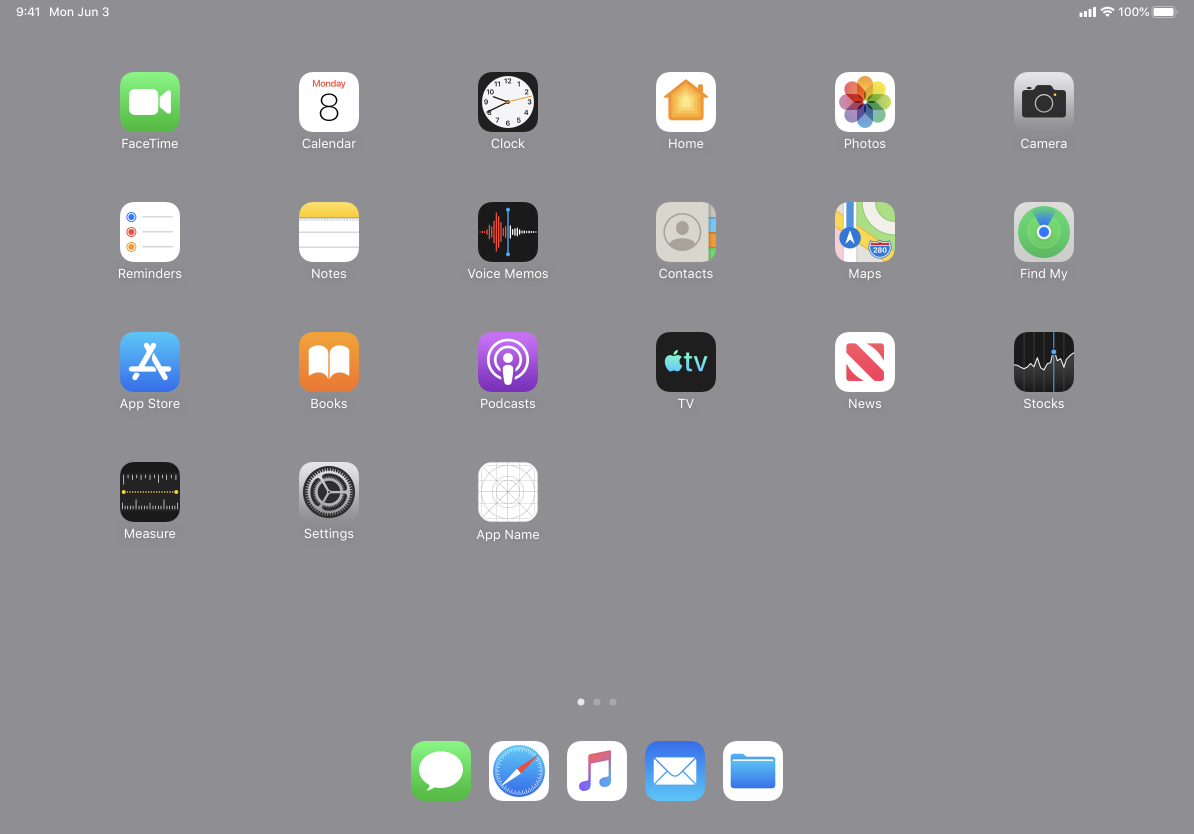 9:41 Mon Jun 3
100%
Monday
8
12
11 1
10 2
9 3
8 4
7 5
6
FaceTime
Calendar
Clock
Home
Photos
Camera
280
Reminders
Notes
Voice Memos
Contacts
Maps
Find My
tv
App Store
Books
Podcasts
TV
News
Stocks
Measure
Settings
App Name